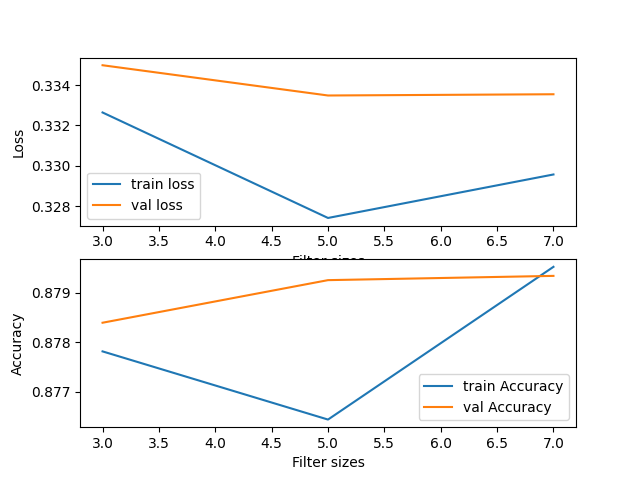 0.334
0.332
0.330
0.328
Loss
train loss
val loss
3.0 3.5 4.0 4.5 5.0 5.5 6.0 6.5 7.0
Filter sizes
0.879
0.878
0.877
Accuracy
train Accuracy
val Accuracy
3.0 3.5 4.0 4.5 5.0 5.5 6.0 6.5 7.0
Filter sizes